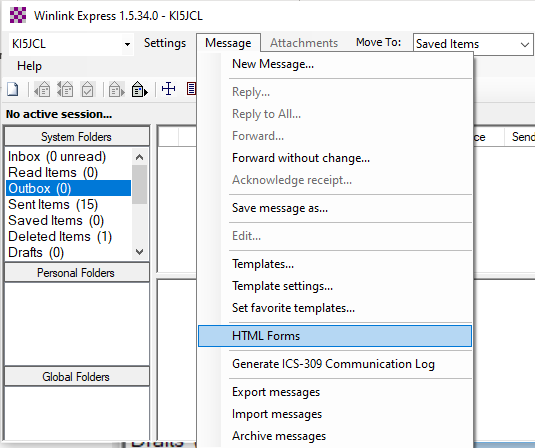 Winlink Express 1.5.34.0 - KI5JCL
KI5JCL Settings Message Attachments Move To: Saved Items
Help
No active session...
System Folders
Inbox (0 unread)
Read Items (0)
Outbox (0)
Sent Items (15)
Saved Items (0)
Deleted Items (1)
Drafts (0)
Personal Folders
Global Folders
New Message...
Reply...
Reply to All...
Forward...
Forward without change...
Acknowledge receipt...
Save message as...
Edit...
Templates...
Template settings...
Set favorite templates...
HTML Forms
Generate ICS-309 Communication Log
Export messages
Import messages
Archive messages
ce Send